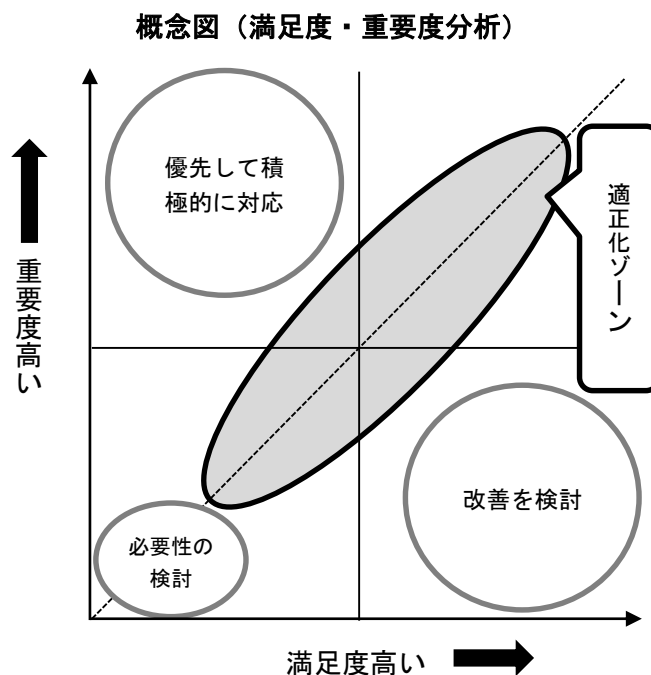 概念図（満足度・重要度分析）
優先して積
極的に対応
適正化ゾーン
重要度高い
改善を検討
必要性の
検討
満足度高い